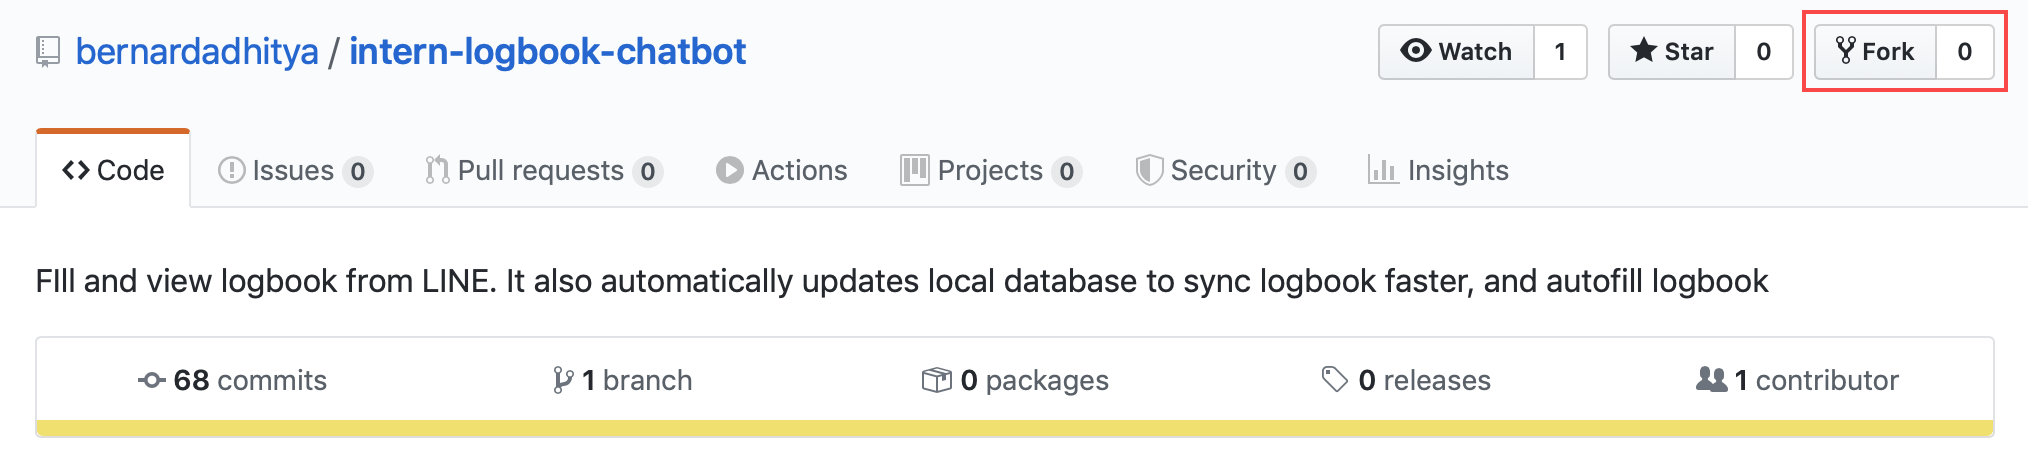 bernardadhitya / intern-logbook-chatbot Watch 1 Star 0 Fork 0
Code Issues 0 Pull requests 0 Actions Projects 0 Security 0 Insights
FIll and view logbook from LINE. It also automatically updates local database to sync logbook faster, and autofill logbook
68 commits 1 branch 0 packages 0 releases 1 contributor